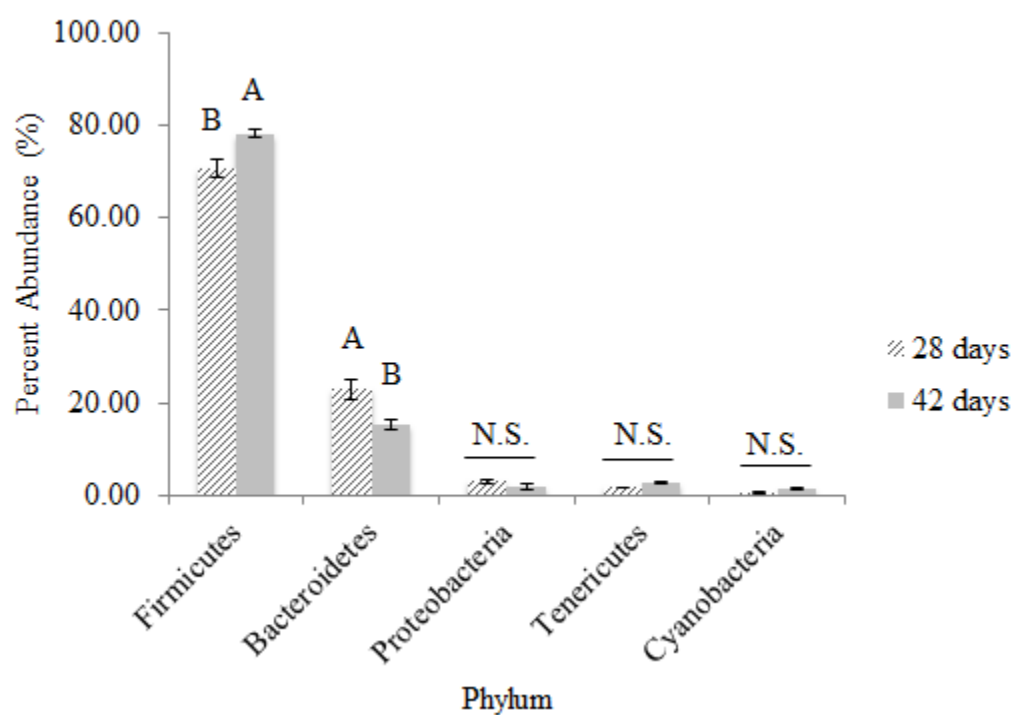 Percent Abundance (%)
100.00
80.00
60.00
40.00
20.00
0.00
B
A
A
B
N.S.
N.S.
N.S.
28 days
42 days
Firmicutes
Bacteroidetes
Proteobacteria
Tenericutes
Cyanobacteria
Phylum